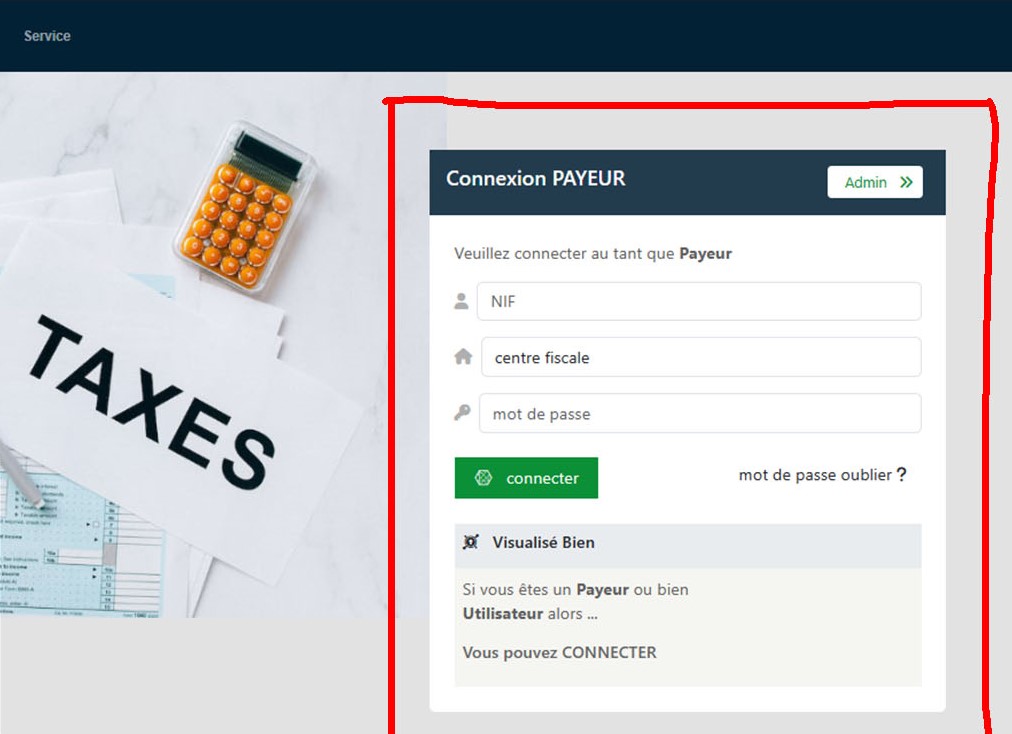 Service
TAXES
Connexion PAYEUR
Admin
Veuillez connecter au tant que Payeur
NIF
centre fiscale
mot de passe
connecter
mot de passe oublier ?
Visualisé Bien
Si vous êtes un Payeur ou bien
Utilisateur alors ...
Vous pouvez CONNECTER